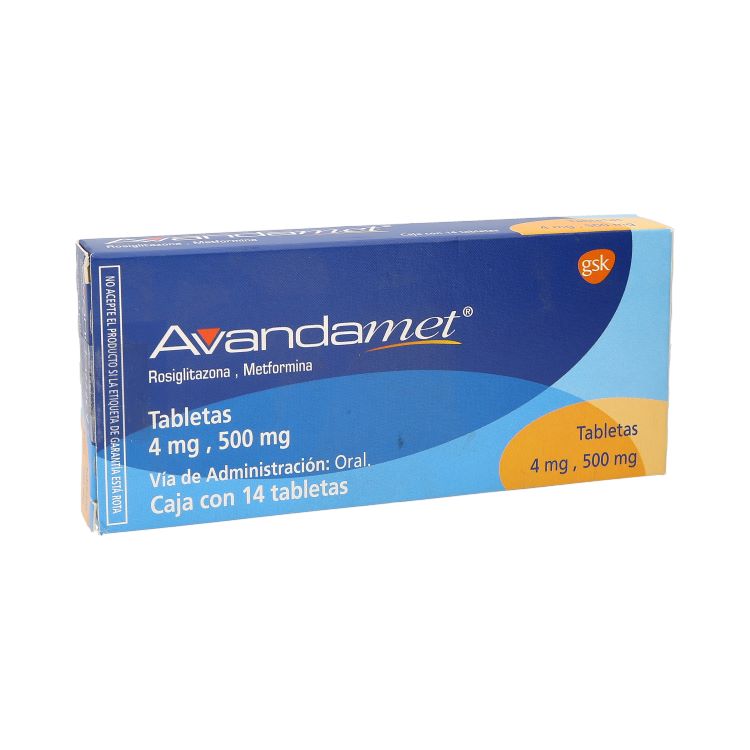 Avandamet®
Rosiglitazona , Metformina
Caja con 14 tabletas
Tabletas
4 mg , 500 mg
gsk
Avandamet®
Rosiglitazona , Metformina
Tabletas
4 mg , 500 mg
Vía de Administración: Oral.
Caja con 14 tabletas
Tabletas
4 mg , 500 mg
NO ACEPTE EL PRODUCTO SI LA ETIQUETA DE GARANTÍA ESTÁ ROTA